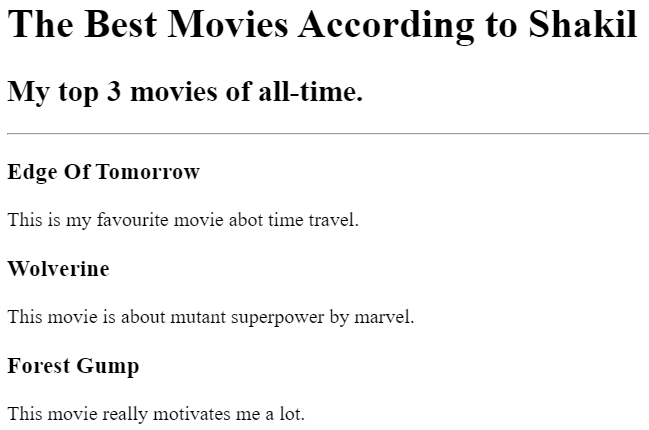 The Best Movies According to Shakil
My top 3 movies of all-time.
Edge Of Tomorrow
This is my favourite movie abot time travel.
Wolverine
This movie is about mutant superpower by marvel.
Forest Gump
This movie really motivates me a lot.